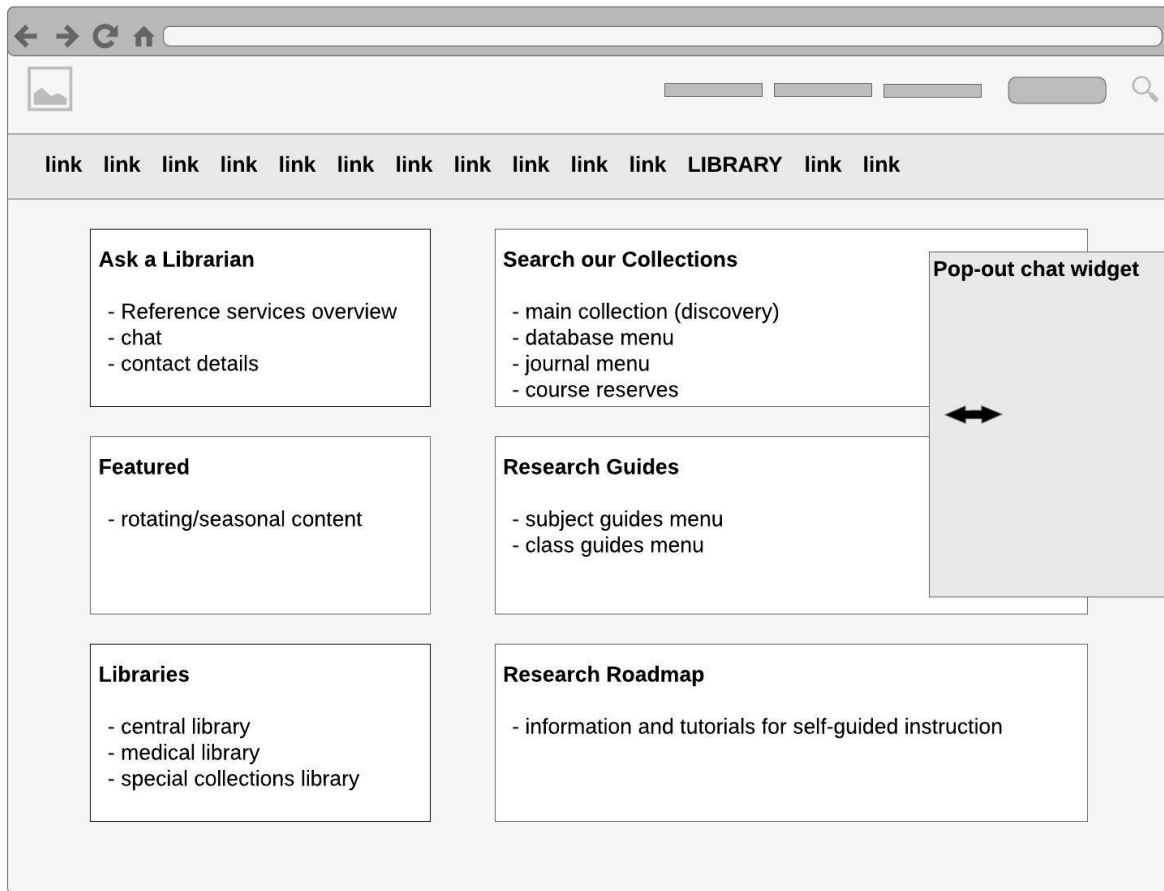 link link link link link link link link link link link LIBRARY link link
Ask a Librarian
- Reference services overview
- chat
- contact details
Search our Collections
- main collection (discovery)
- database menu
- journal menu
- course reserves
Pop-out chat widget
Featured
- rotating/seasonal content
Research Guides
- subject guides menu
- class guides menu
Libraries
- central library
- medical library
- special collections library
Research Roadmap
- information and tutorials for self-guided instruction